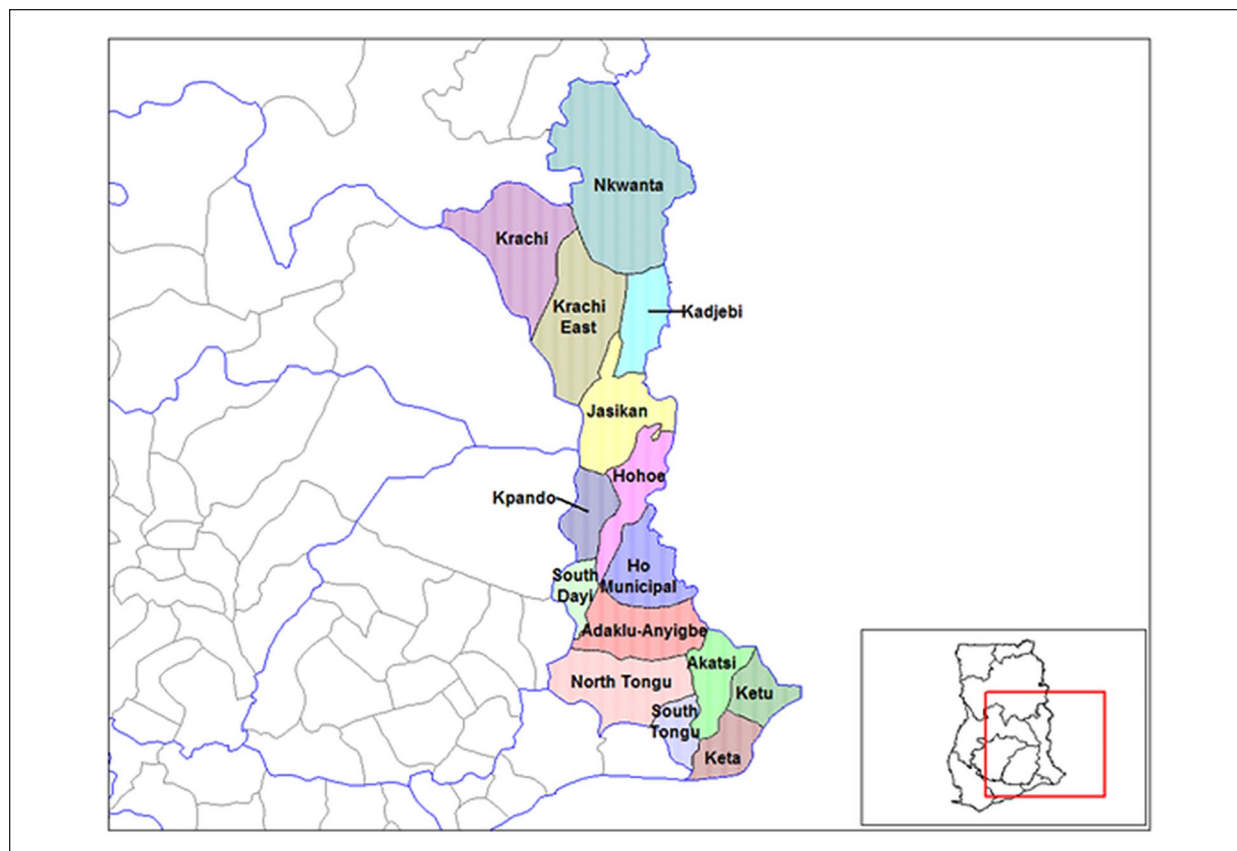 Nkwanta
Krachi
Krachi
East
Kadjebi
Jasikan
Hohoe
Kpando
Ho
Municipal
South
Dayi
Adaklu-Anyigbe
Akatsi
North Tongu
Ketu
South
Tongu
Keta